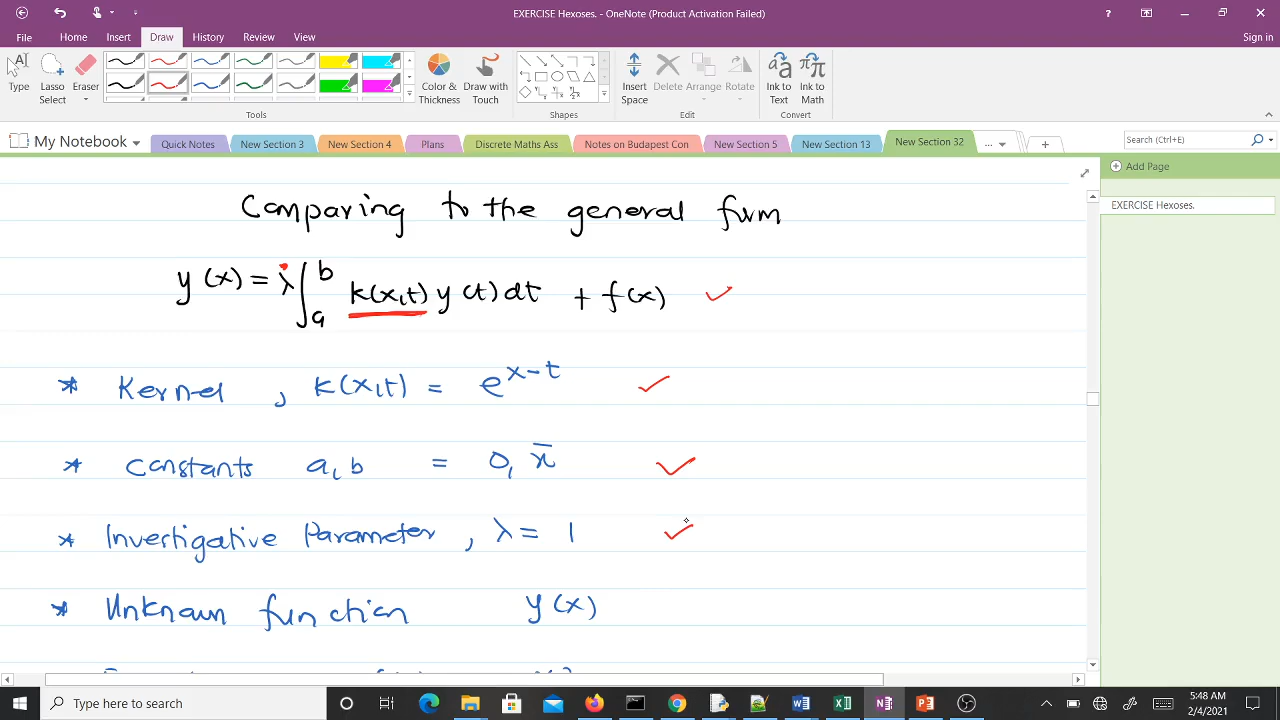 EXERCISE Hexoses. - OneNote (Product Activation Failed)
File Home Insert Draw History Review View
Sign in
Type
Lasso Select
Eraser
Color & Thickness
Draw with Touch
Insert Space
Delete
Arrange
Rotate
Ink to Text
Ink to Math
Tools
Shapes
Edit
Convert
My Notebook
Quick Notes
New Section 3
New Section 4
Plans
Discrete Maths Ass
Notes on Budapest Con
New Section 5
New Section 13
New Section 32
...
Search (Ctrl+E)
Add Page
EXERCISE Hexoses.
Comparing to the general form
y(x) = λ ∫ₐᵇ k(x,t) y(t) dt + f(x)
* Kernel , k(x,t) = e^(x-t)
* Constants a, b = 0, π
* Invertigative Parameter , λ = 1
* Unknown function y(x)
Type here to search
5:48 AM
2/4/2021